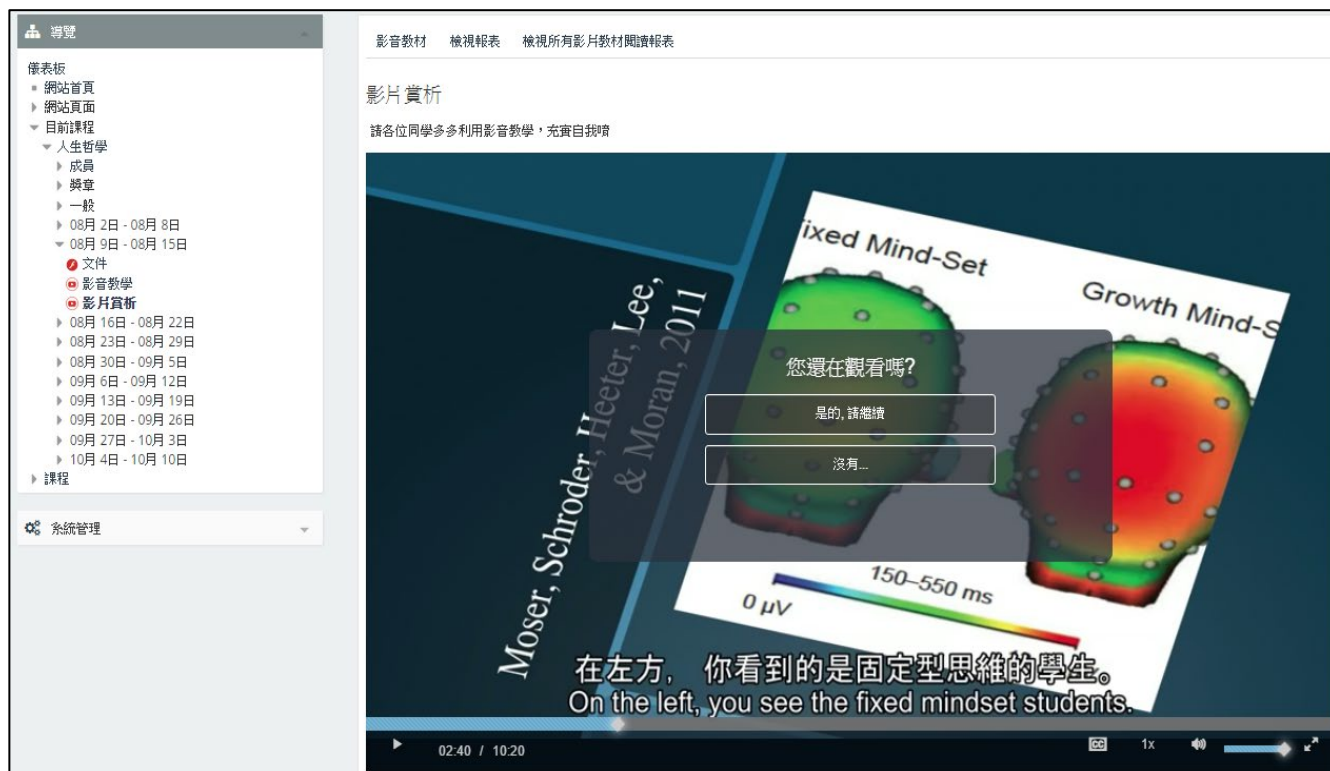 導覽
儀表板
網站首頁
網站頁面
目前課程
人生哲學
成員
獎章
一般
08月 2日 - 08月 8日
08月 9日 - 08月 15日
文件
影音教學
影片賞析
08月 16日 - 08月 22日
08月 23日 - 08月 29日
08月 30日 - 09月 5日
09月 6日 - 09月 12日
09月 13日 - 09月 19日
09月 20日 - 09月 26日
09月 27日 - 10月 3日
10月 4日 - 10月 10日
課程
系統管理
影音教材 檢視報表 檢視所有影片教材閱讀報表
影片賞析
請各位同學多多利用影音教學，充實自我唷
Moser, Schroder, Heeter, Lee,
& Moran, 2011
ixed Mind-Set
Growth Mind-S
您還在觀看嗎?
是的, 請繼續
沒有...
150–550 ms
0 μV
在左方， 你看到的是固定型思維的學生。
On the left, you see the fixed mindset students.
02:40 / 10:20
CC
1x